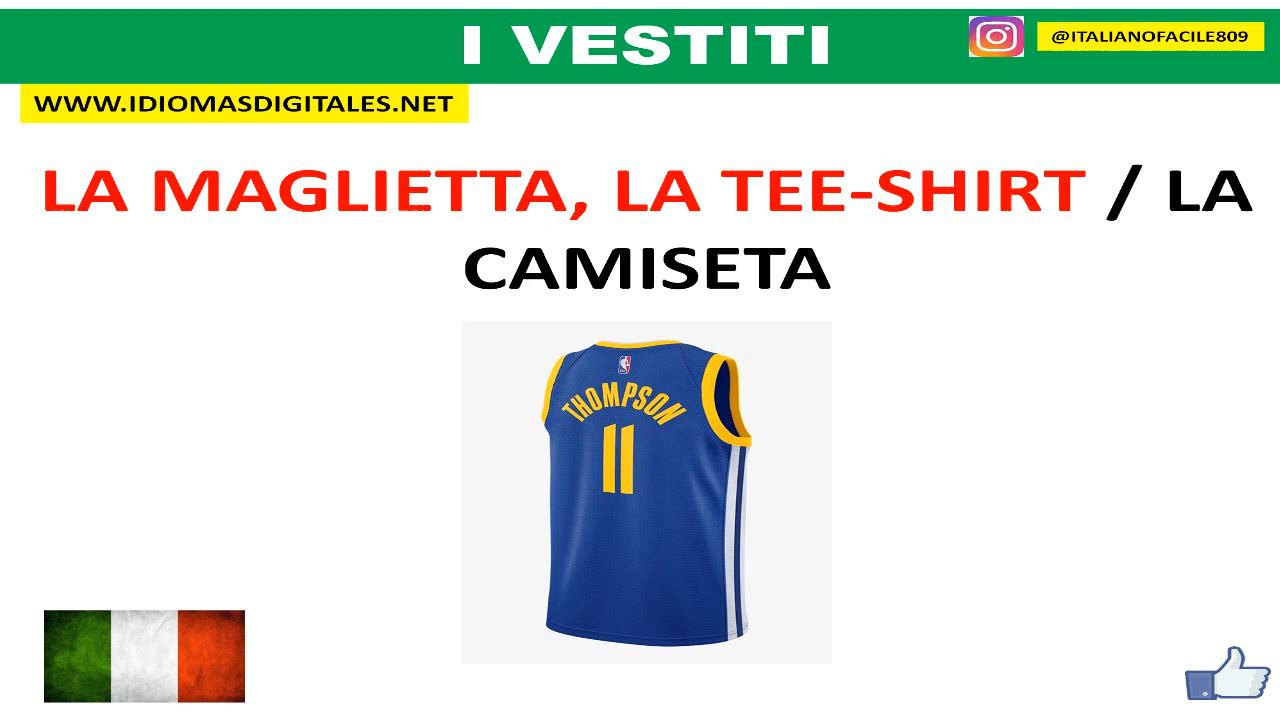 I VESTITI
@ITALIANOFACILE809
WWW.IDIOMASDIGITALES.NET
LA MAGLIETTA, LA TEE-SHIRT / LA
CAMISETA
THOMPSON
11